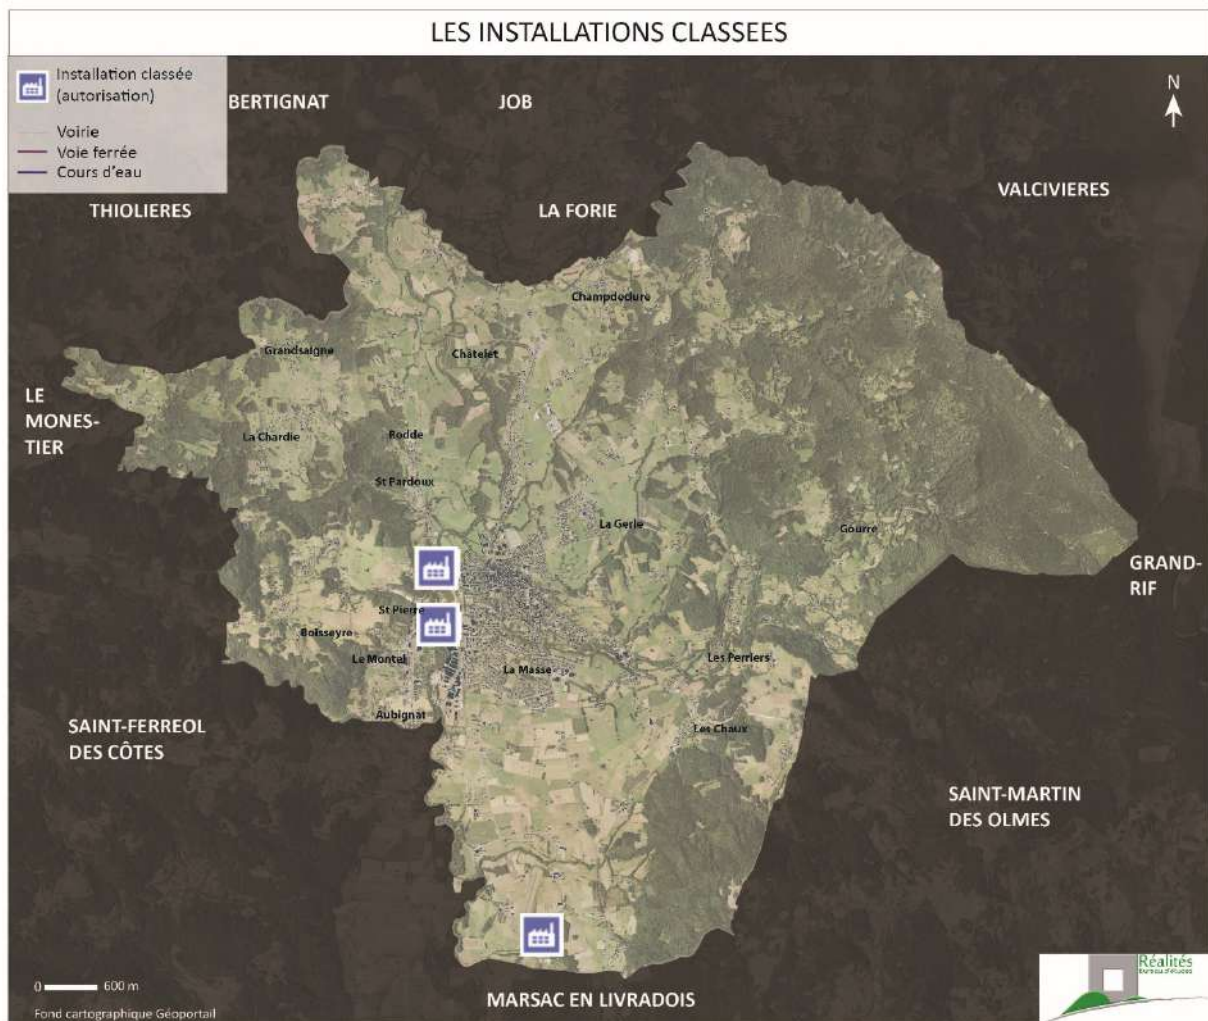 LES INSTALLATIONS CLASSEES
Installation classée
(autorisation)
Voirie
Voie ferrée
Cours d'eau
BERTIGNAT
JOB
N
VALCIVIERES
THIOLIERES
LA FORIE
Champdeclure
Grandsaigne
Châtelet
LE
MONES-
TIER
La Chardie
Rodde
St Pardoux
La Gerle
Gourre
GRAND-
RIF
St Pierre
Boisseyre
Le Montel
La Masse
Les Perriers
Aubignat
Les Chaux
SAINT-FERREOL
DES CÔTES
SAINT-MARTIN
DES OLMES
0 600 m
MARSAC EN LIVRADOIS
Fond cartographique Géoportail
Réalités
Bureau d'études